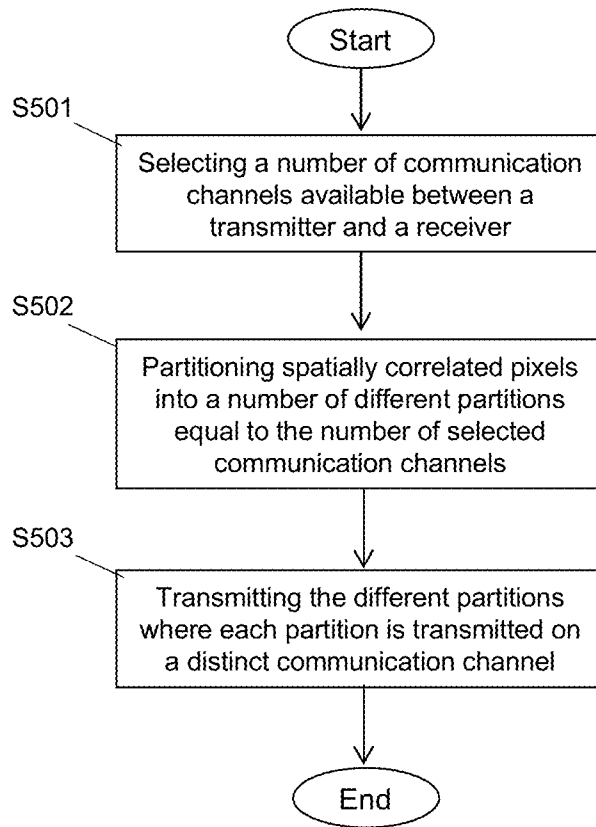 Start
S501
Selecting a number of communication
channels available between a
transmitter and a receiver
S502
Partitioning spatially correlated pixels
into a number of different partitions
equal to the number of selected
communication channels
S503
Transmitting the different partitions
where each partition is transmitted on
a distinct communication channel
End